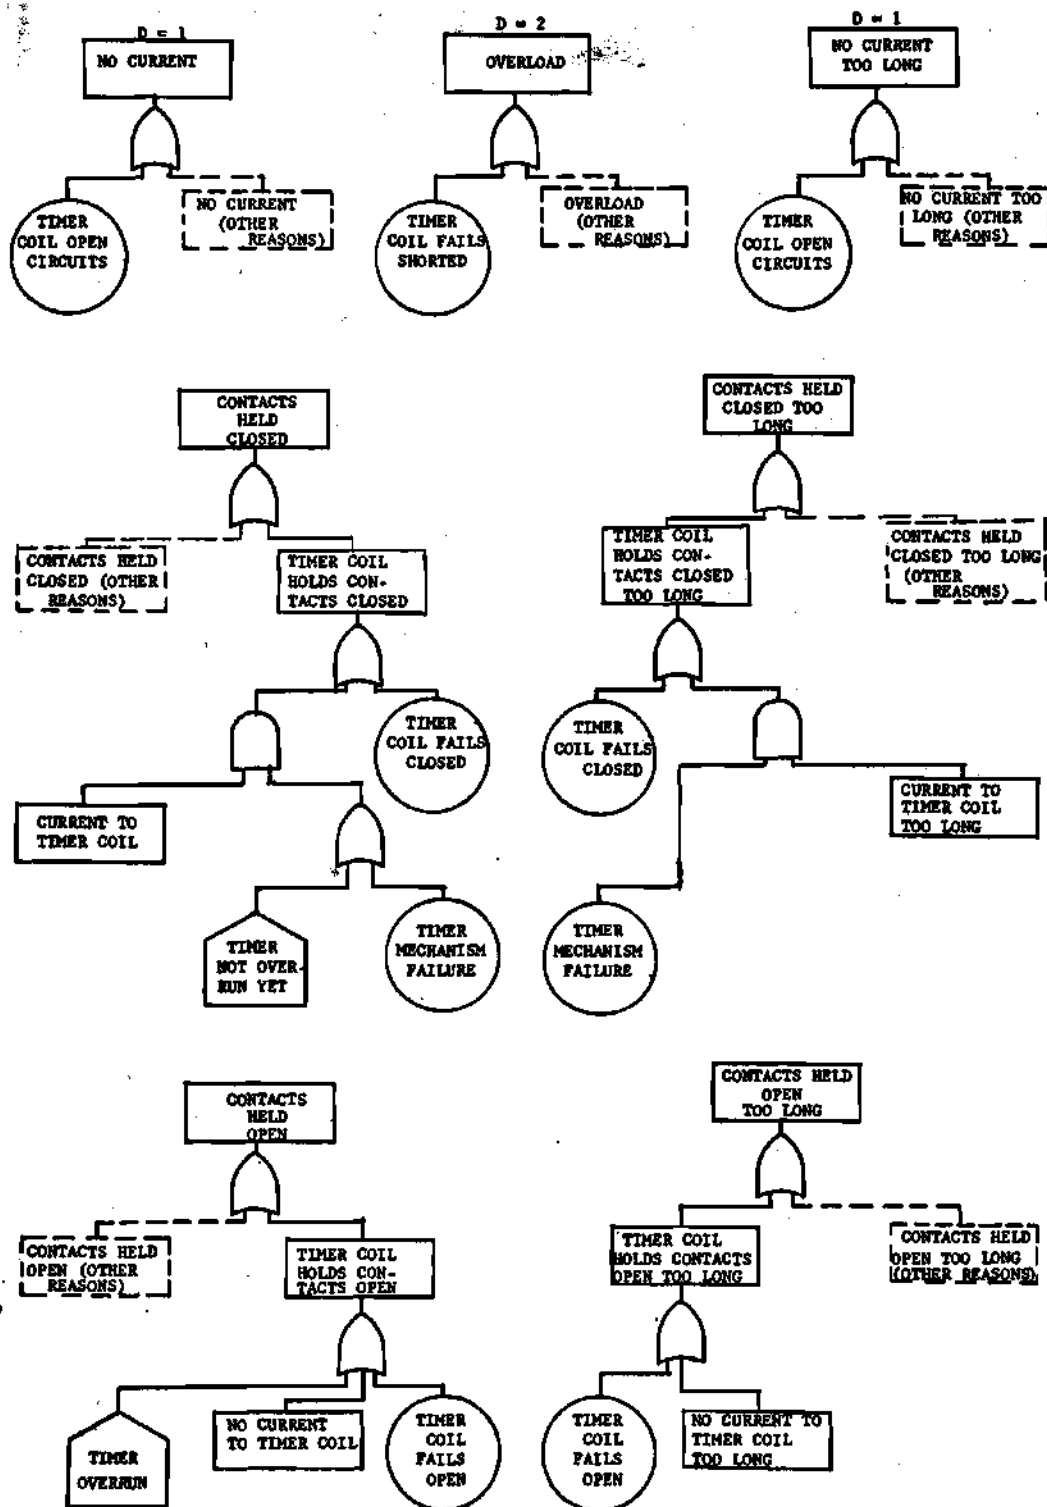 D = 1
NO CURRENT
TIMER
COIL OPEN
CIRCUITS
NO CURRENT
(OTHER
REASONS)
D = 2
OVERLOAD
TIMER
COIL FAILS
SHORTED
OVERLOAD
(OTHER
REASONS)
D = 1
NO CURRENT
TOO LONG
TIMER
COIL OPEN
CIRCUITS
NO CURRENT TOO
LONG (OTHER
REASONS)
CONTACTS
HELD
CLOSED
CONTACTS HELD
CLOSED (OTHER
REASONS)
TIMER COIL
HOLDS CON-
TACTS CLOSED
TIMER
COIL FAILS
CLOSED
CURRENT TO
TIMER COIL
TIMER
NOT OVER-
RUN YET
TIMER
MECHANISM
FAILURE
CONTACTS HELD
CLOSED TOO
LONG
TIMER COIL
HOLDS CON-
TACTS CLOSED
TOO LONG
CONTACTS HELD
CLOSED TOO LONG
(OTHER
REASONS)
TIMER
COIL FAILS
CLOSED
CURRENT TO
TIMER COIL
TOO LONG
TIMER
MECHANISM
FAILURE
CONTACTS
HELD
OPEN
CONTACTS HELD
OPEN (OTHER
REASONS)
TIMER COIL
HOLDS CON-
TACTS OPEN
TIMER
OVERRUN
NO CURRENT
TO TIMER COIL
TIMER
COIL
FAILS
OPEN
CONTACTS HELD
OPEN
TOO LONG
TIMER COIL
HOLDS CONTACTS
OPEN TOO LONG
CONTACTS HELD
OPEN TOO LONG
(OTHER REASONS)
TIMER
COIL
FAILS
OPEN
NO CURRENT TO
TIMER COIL
TOO LONG